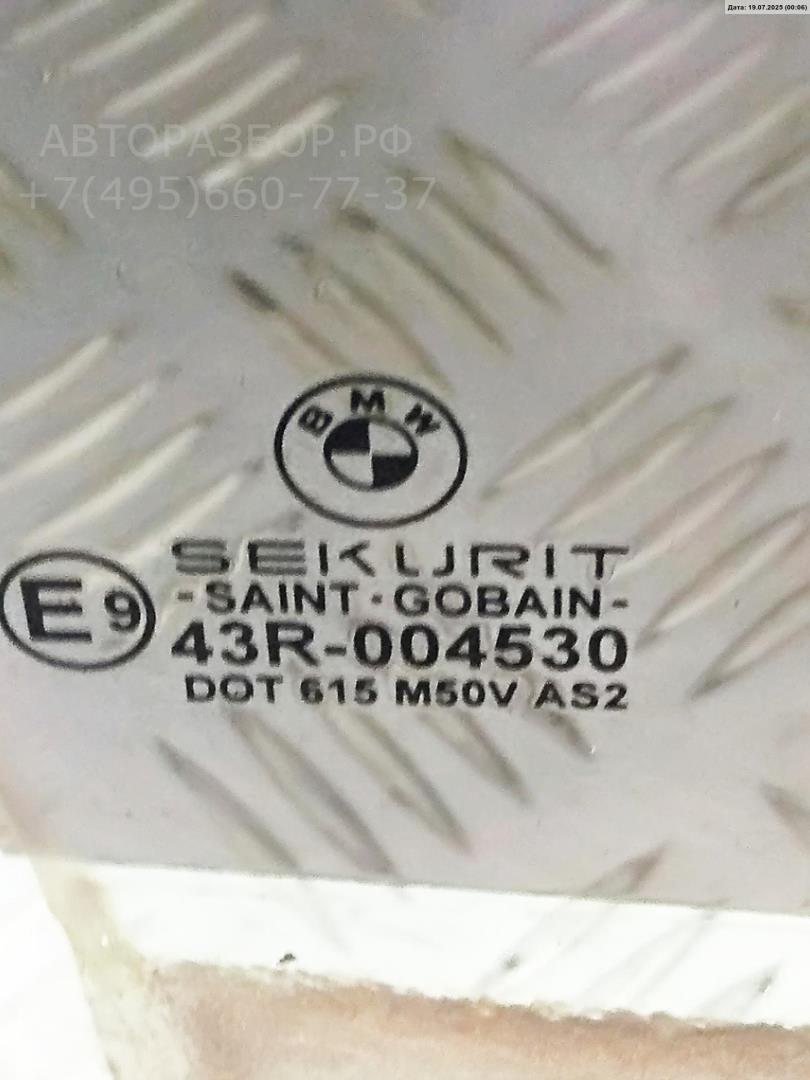 Дата: 19.07.2025 (00:06)
АВТОРАЗБОР.РФ
+7(495)660-77-37
BMW
SEKURIT
-SAINT·GOBAIN-
E9
43R-004530
DOT 615 M50V AS2